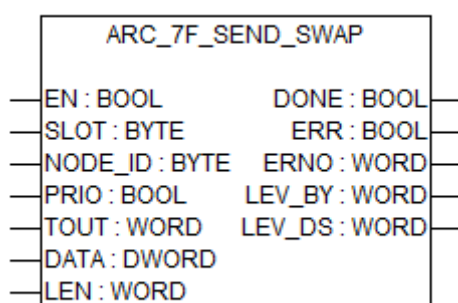 ARC_7F_SEND_SWAP
EN : BOOL DONE : BOOL
SLOT : BYTE ERR : BOOL
NODE_ID : BYTE ERNO : WORD
PRIO : BOOL LEV_BY : WORD
TOUT : WORD LEV_DS : WORD
DATA : DWORD
LEN : WORD